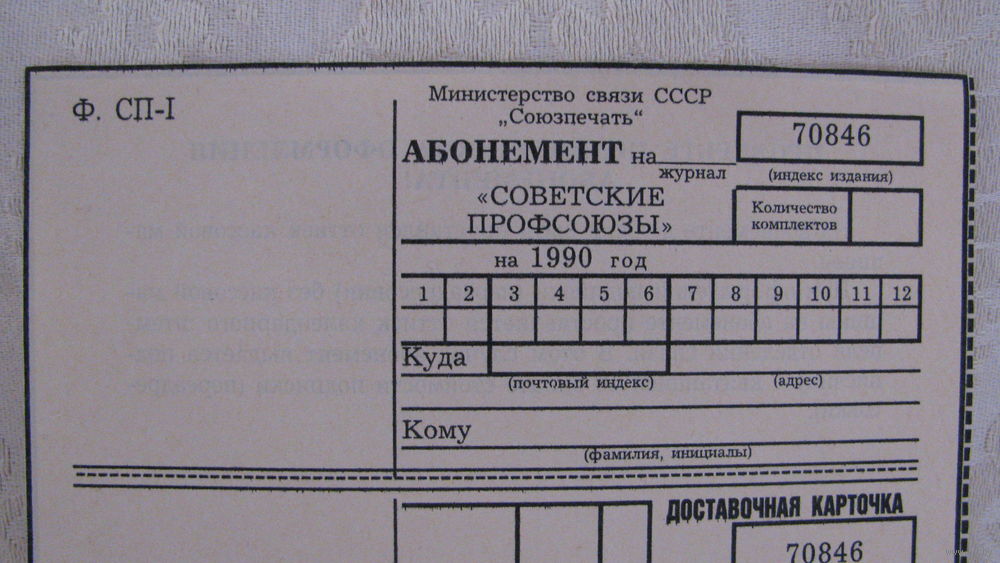 Ф. СП-I
Министерство связи СССР
„Союзпечать“
АБОНЕМЕНТ на
журнал
70846
(индекс издания)
«СОВЕТСКИЕ
ПРОФСОЮЗЫ»
Количество
комплектов
на 1990 год
1 2 3 4 5 6 7 8 9 10 11 12
Куда
(почтовый индекс) (адрес)
Кому
(фамилия, инициалы)
ДОСТАВОЧНАЯ КАРТОЧКА
70846